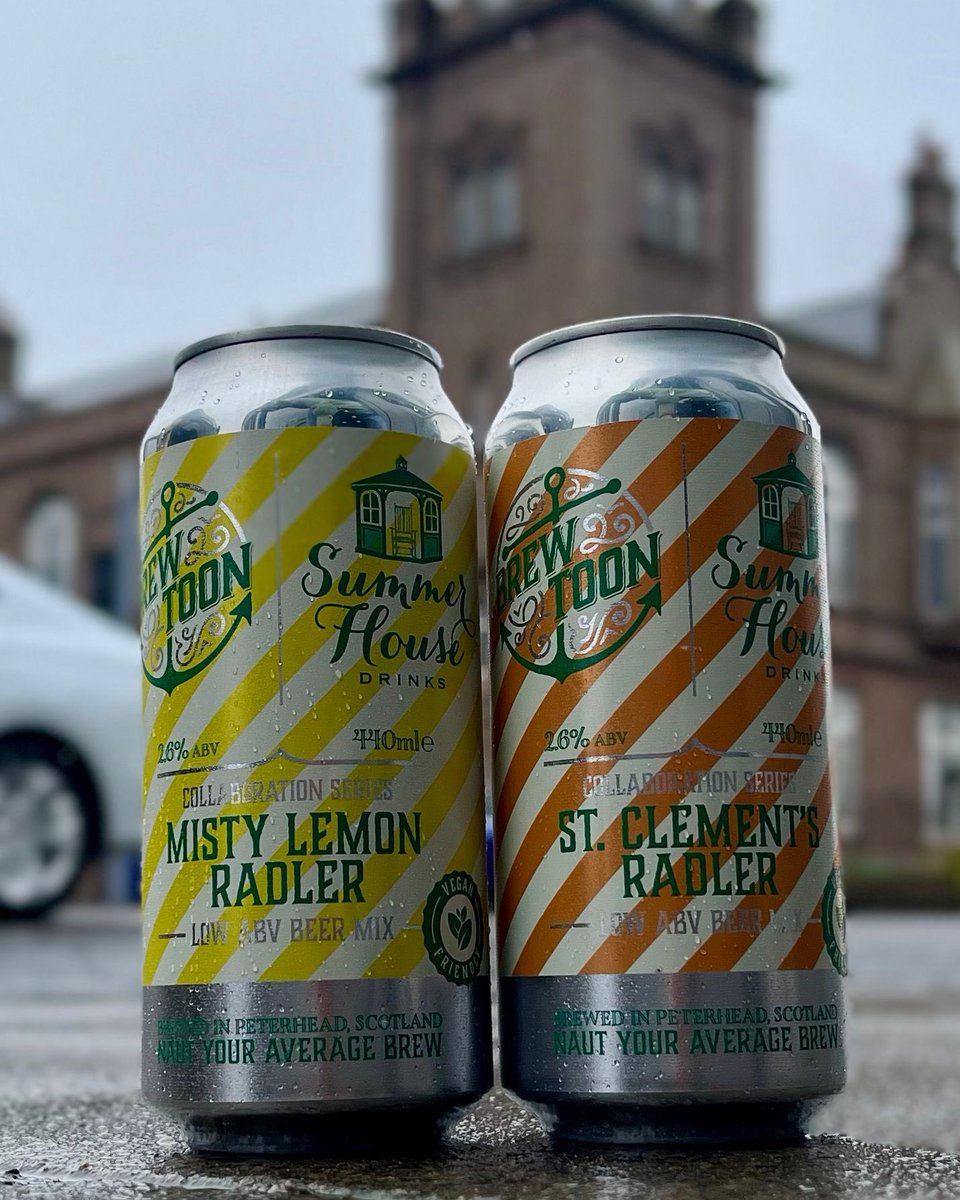 BREW
TOON
Summer
House
DRINKS
2.6% ABV
440mle
COLLABORATION SERIES
MISTY LEMON
RADLER
LOW ABV BEER MIX
VEGAN
FRIENDLY
BREWED IN PETERHEAD, SCOTLAND
NAUT YOUR AVERAGE BREW
BREW
TOON
Summ
Hous
DRINK
2.6% ABV
440mle
COLLABORATION SERIES
ST. CLEMENT'S
RADLER
LOW ABV BEER MIX
BREWED IN PETERHEAD, SCOTLAND
NAUT YOUR AVERAGE BREW